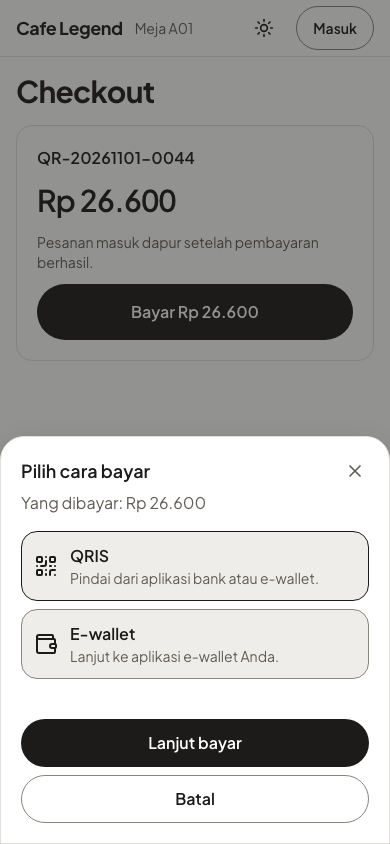 Cafe Legend Meja A01 Masuk
Checkout
QR-20261101-0044
Rp 26.600
Pesanan masuk dapur setelah pembayaran
berhasil.
Bayar Rp 26.600
Pilih cara bayar
Yang dibayar: Rp 26.600
QRIS
Pindai dari aplikasi bank atau e-wallet.
E-wallet
Lanjut ke aplikasi e-wallet Anda.
Lanjut bayar
Batal